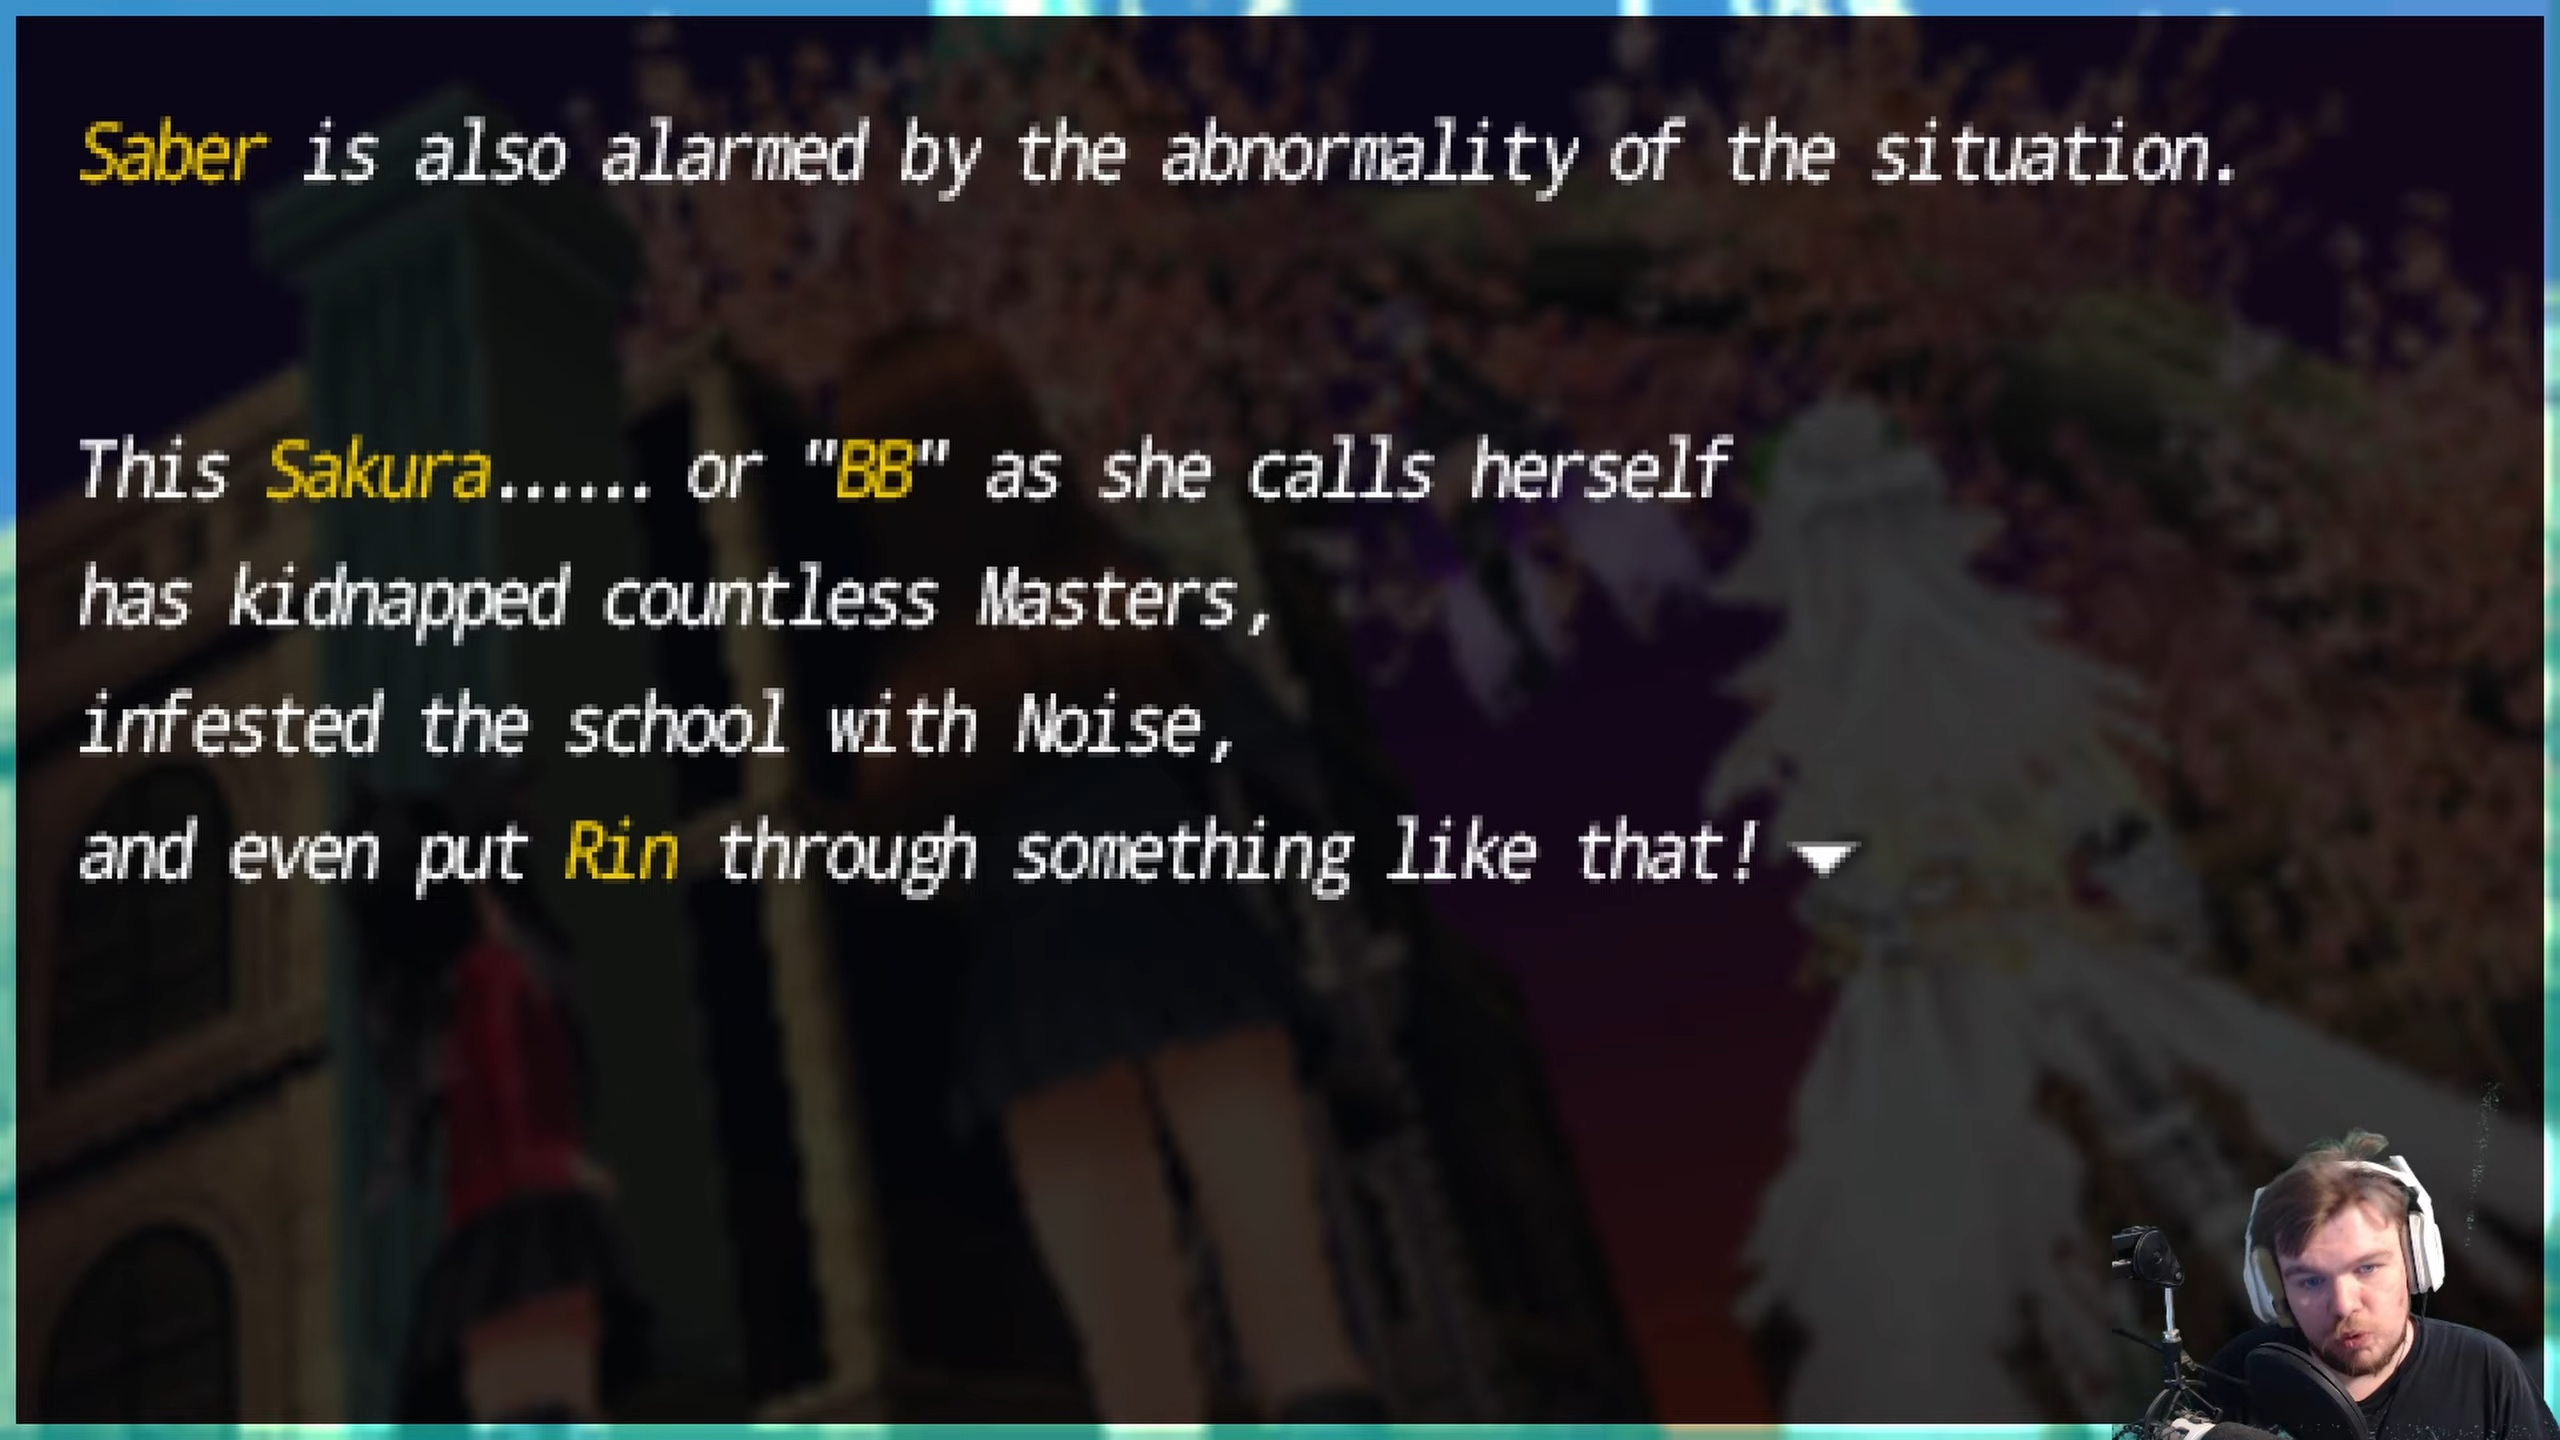 Saber is also alarmed by the abnormality of the situation.
This Sakura...... or "BB" as she calls herself
has kidnapped countless Masters,
infested the school with Noise,
and even put Rin through something like that!